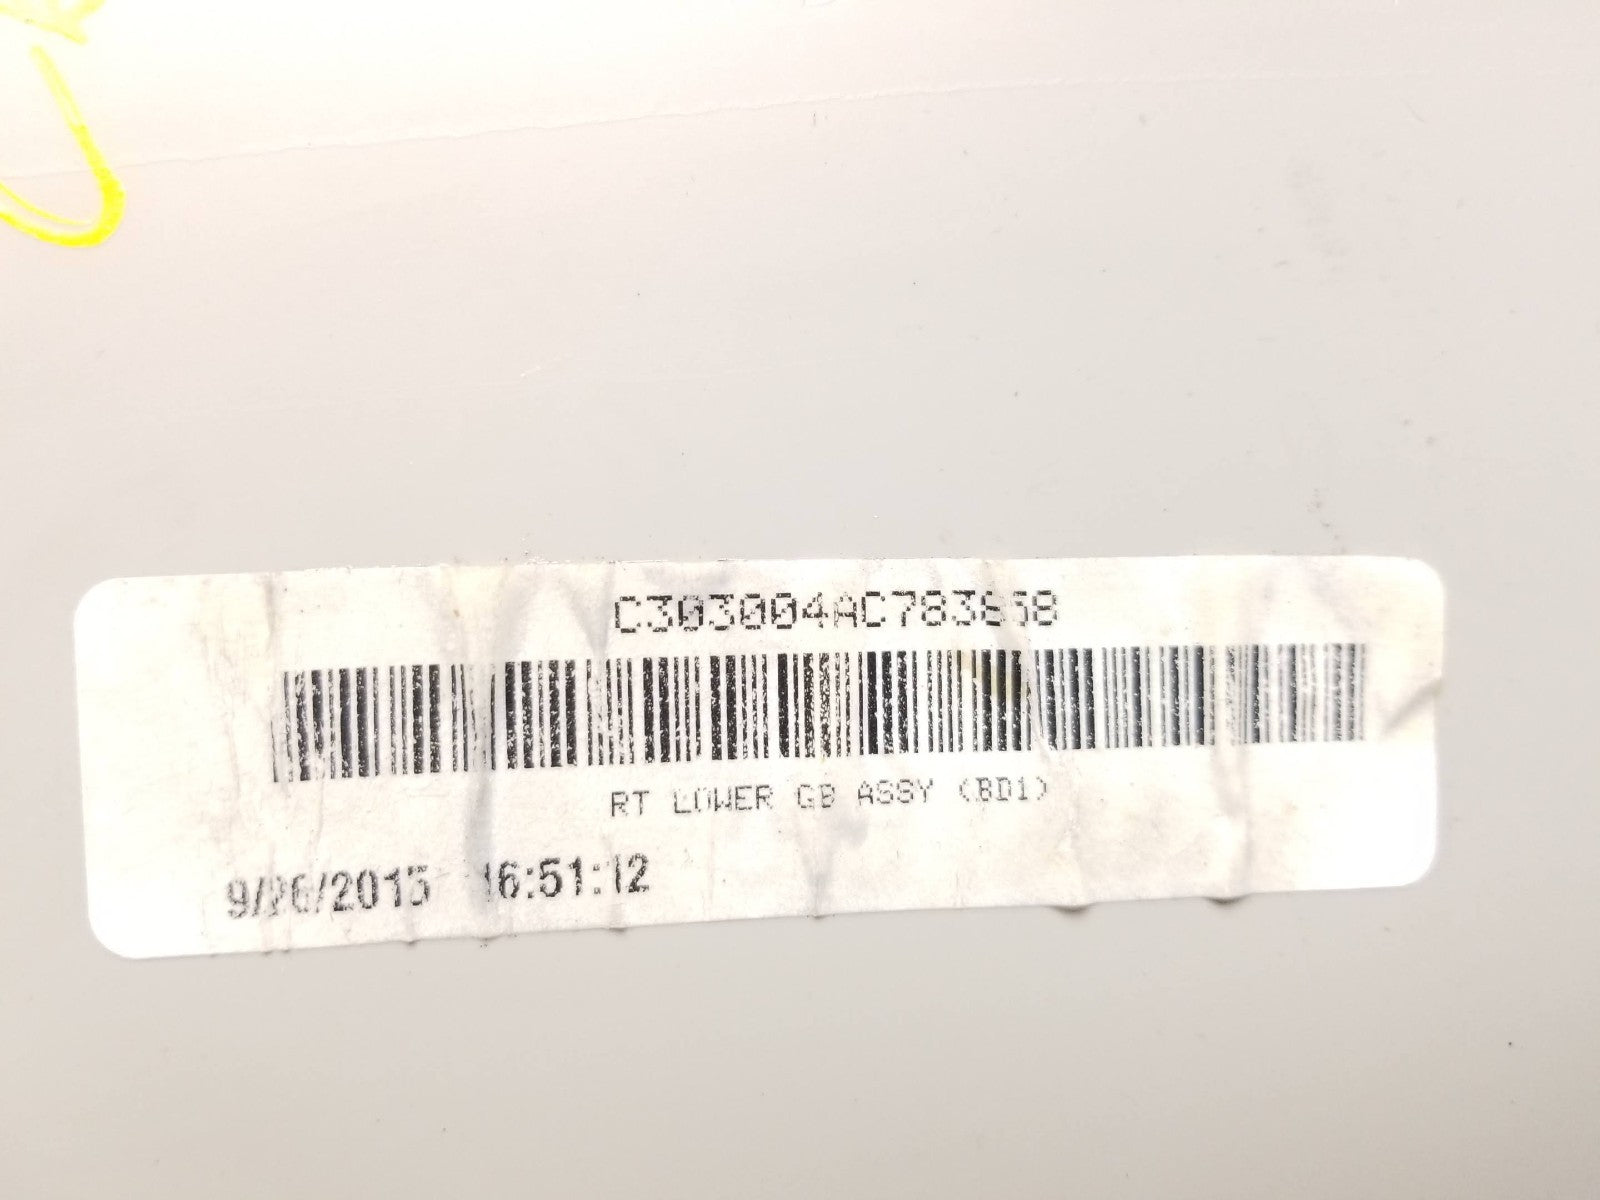 C303004AC783658
RT LOWER GB ASSY (BD1)
9/26/2015 16:51:12